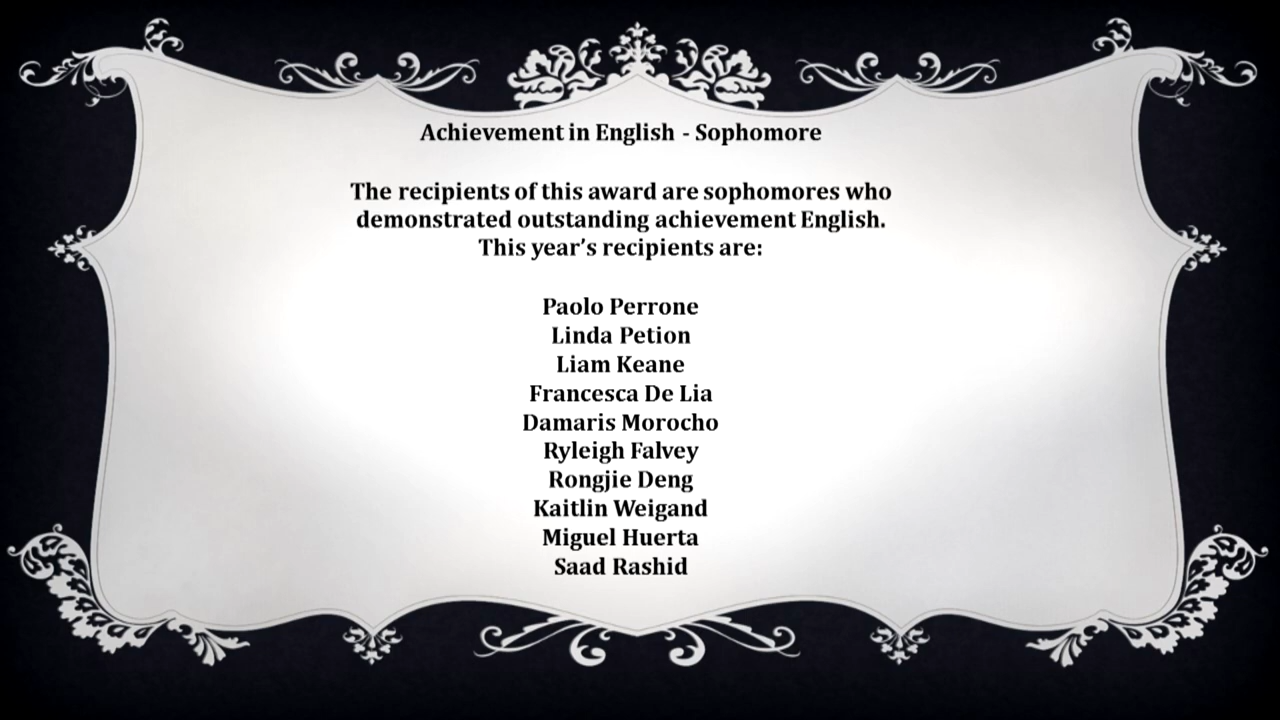 Achievement in English - Sophomore
The recipients of this award are sophomores who
demonstrated outstanding achievement English.
This year’s recipients are:
Paolo Perrone
Linda Petion
Liam Keane
Francesca De Lia
Damaris Morocho
Ryleigh Falvey
Rongjie Deng
Kaitlin Weigand
Miguel Huerta
Saad Rashid